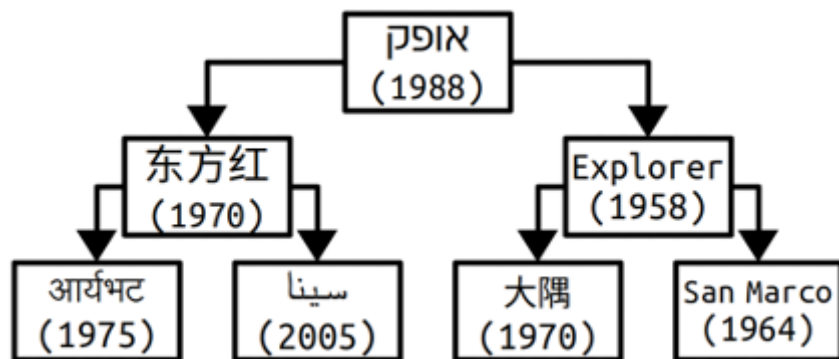 אופק
(1988)
东方红
(1970)
Explorer
(1958)
आर्यभट
(1975)
سينا
(2005)
大隅
(1970)
San Marco
(1964)